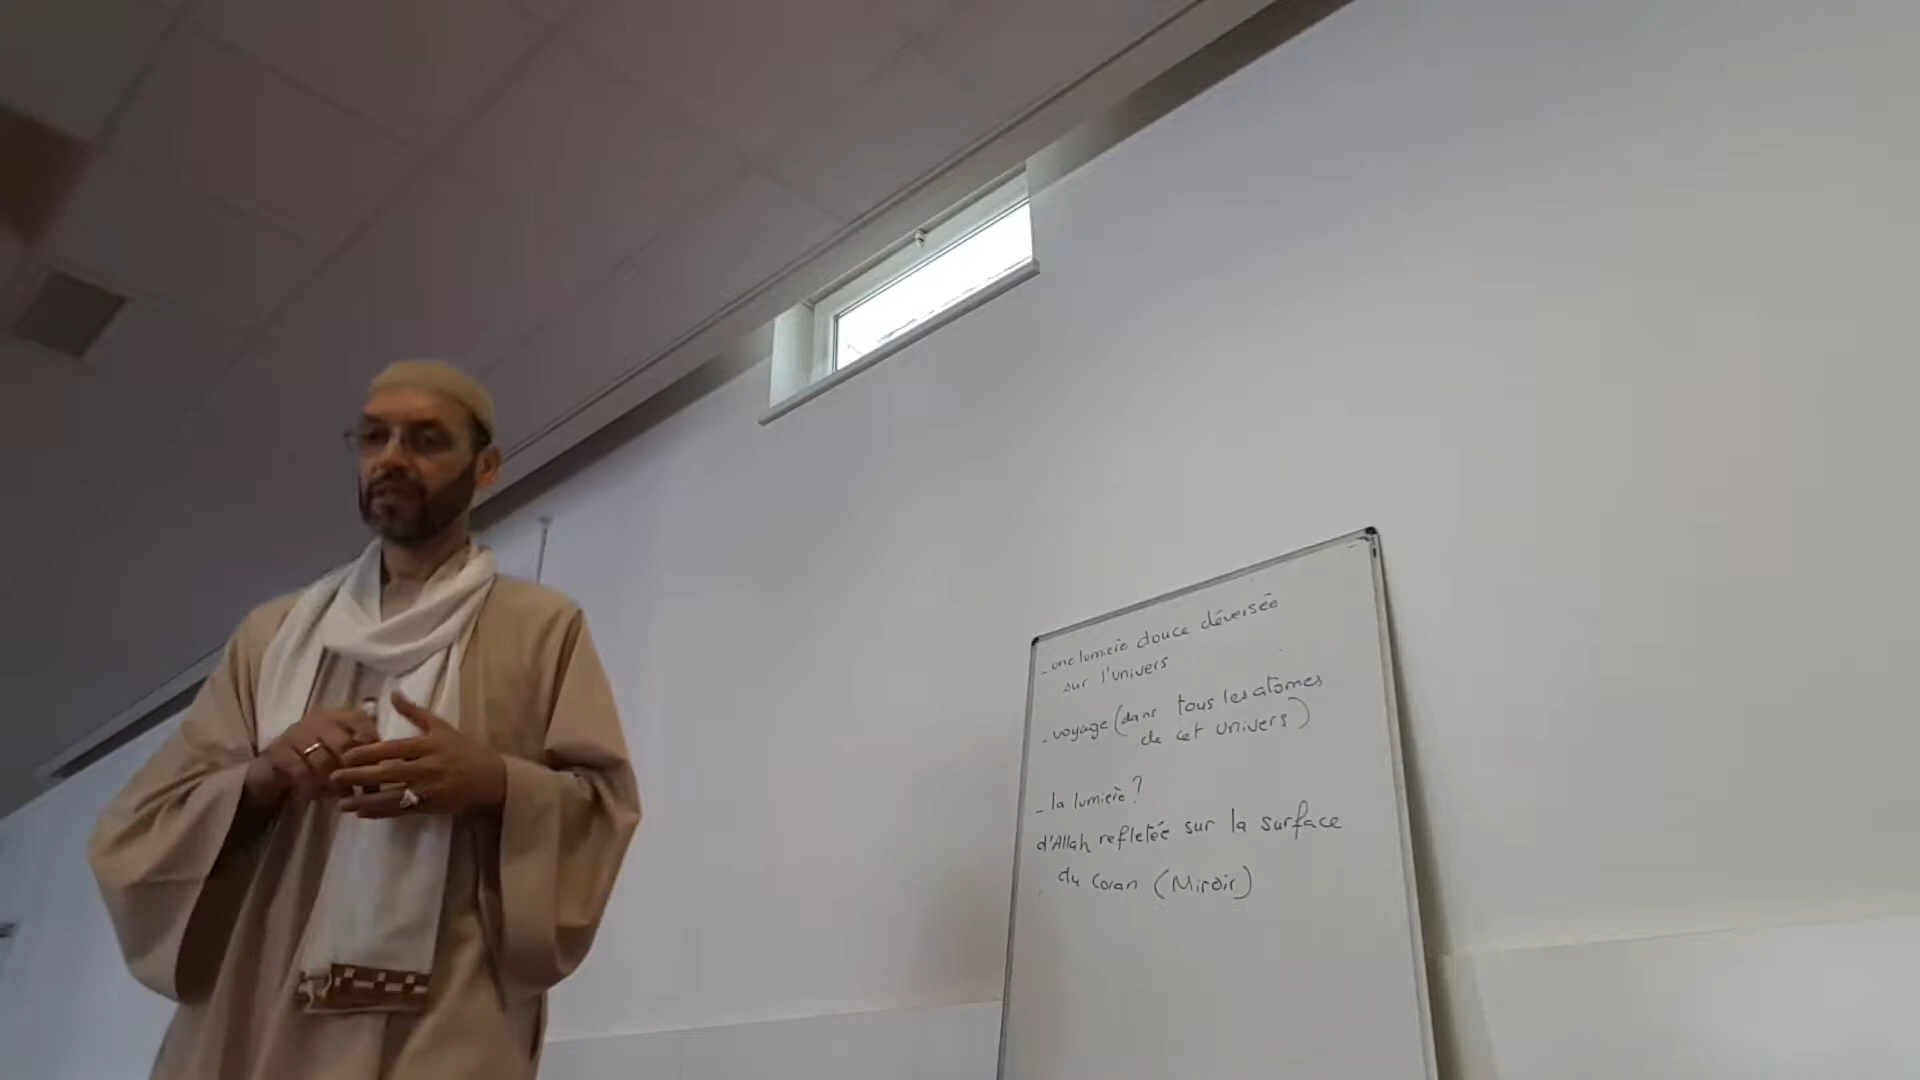 - une lumière douce déversée
sur l'univers
- voyage (dans tous les atomes
de cet univers)
- la lumière ?
d'Allah refletée sur la surface
du Coran (Miroir)